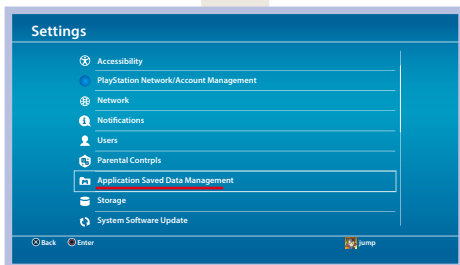 Settings
Accessibility
PlayStation Network/Account Management
Network
Notifications
Users
Parental Contrpls
Application Saved Data Management
Storage
System Software Update
Back Enter
jump